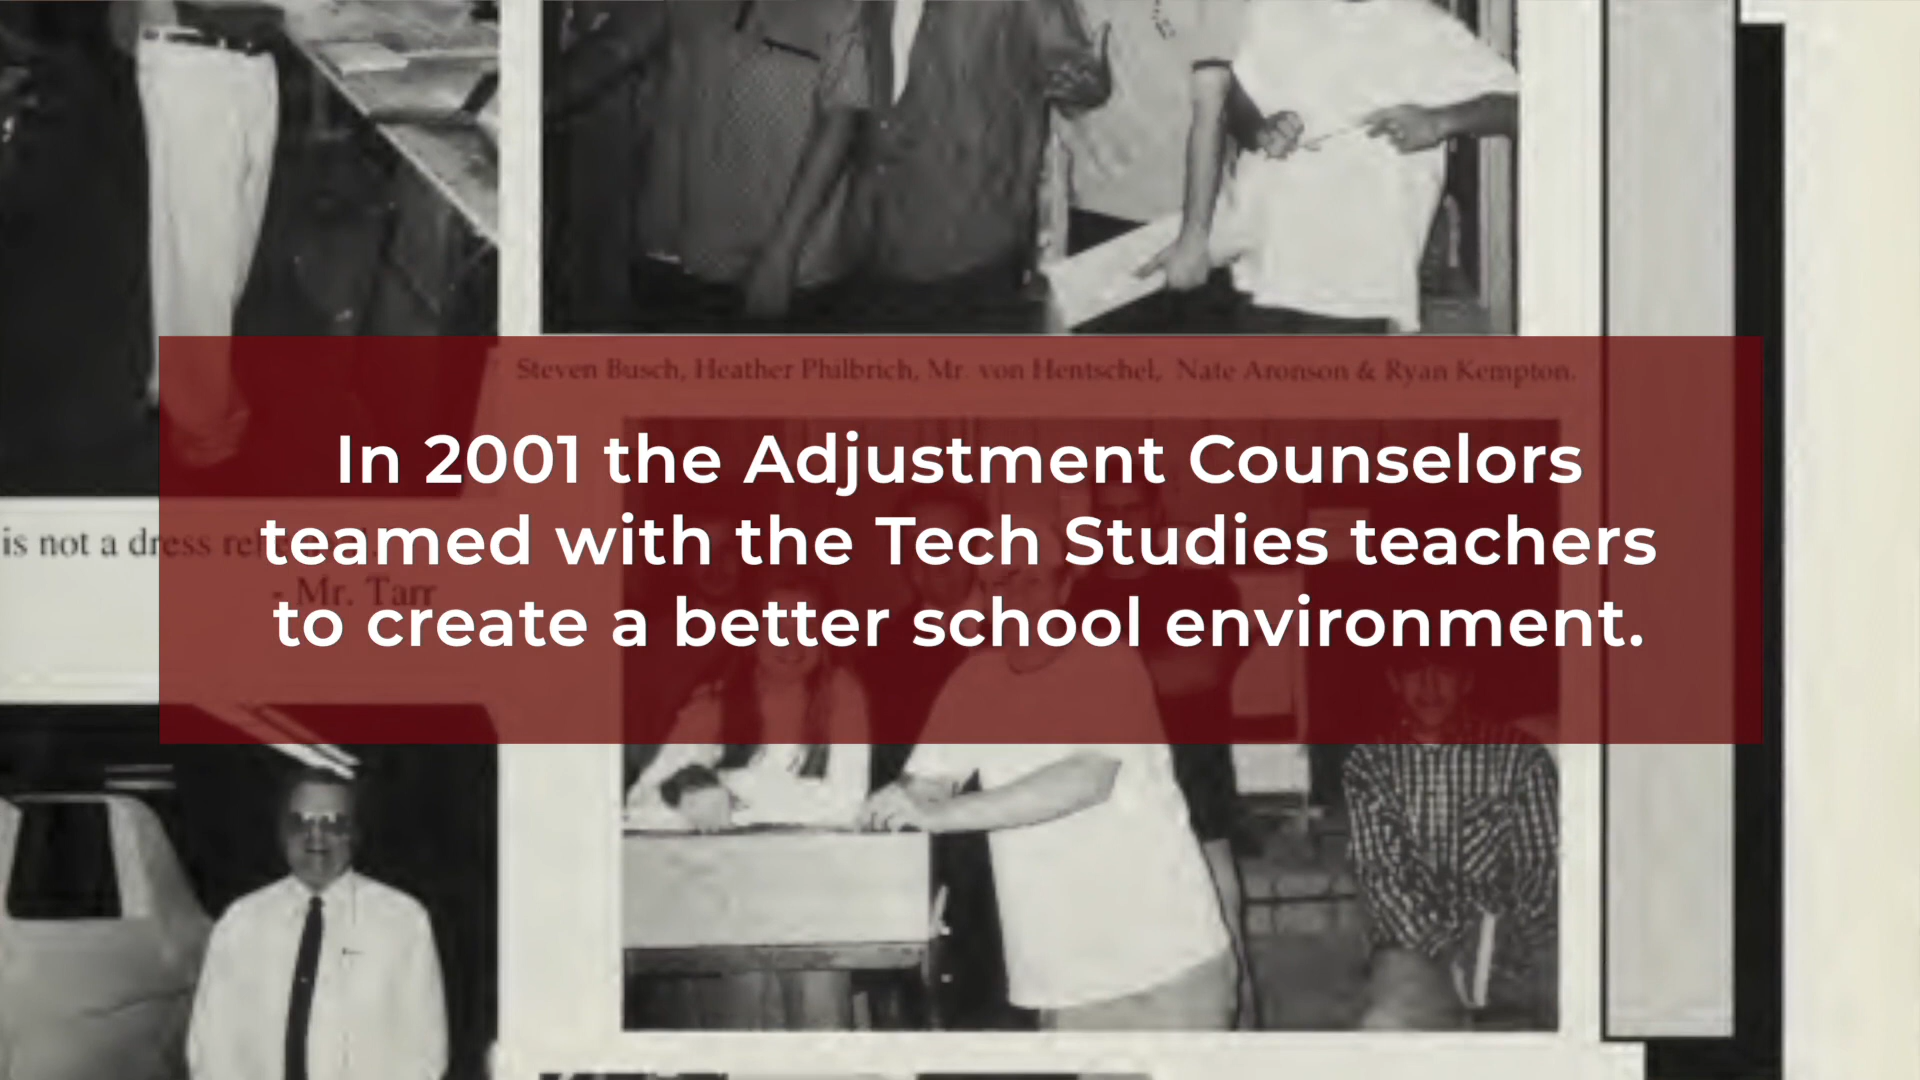 Steven Busch, Heather Philbrich, Mr. von Hentschel, Nate Aronson & Ryan Kempton.
In 2001 the Adjustment Counselors
teamed with the Tech Studies teachers
to create a better school environment.
is not a dress
- Mr. Tarr